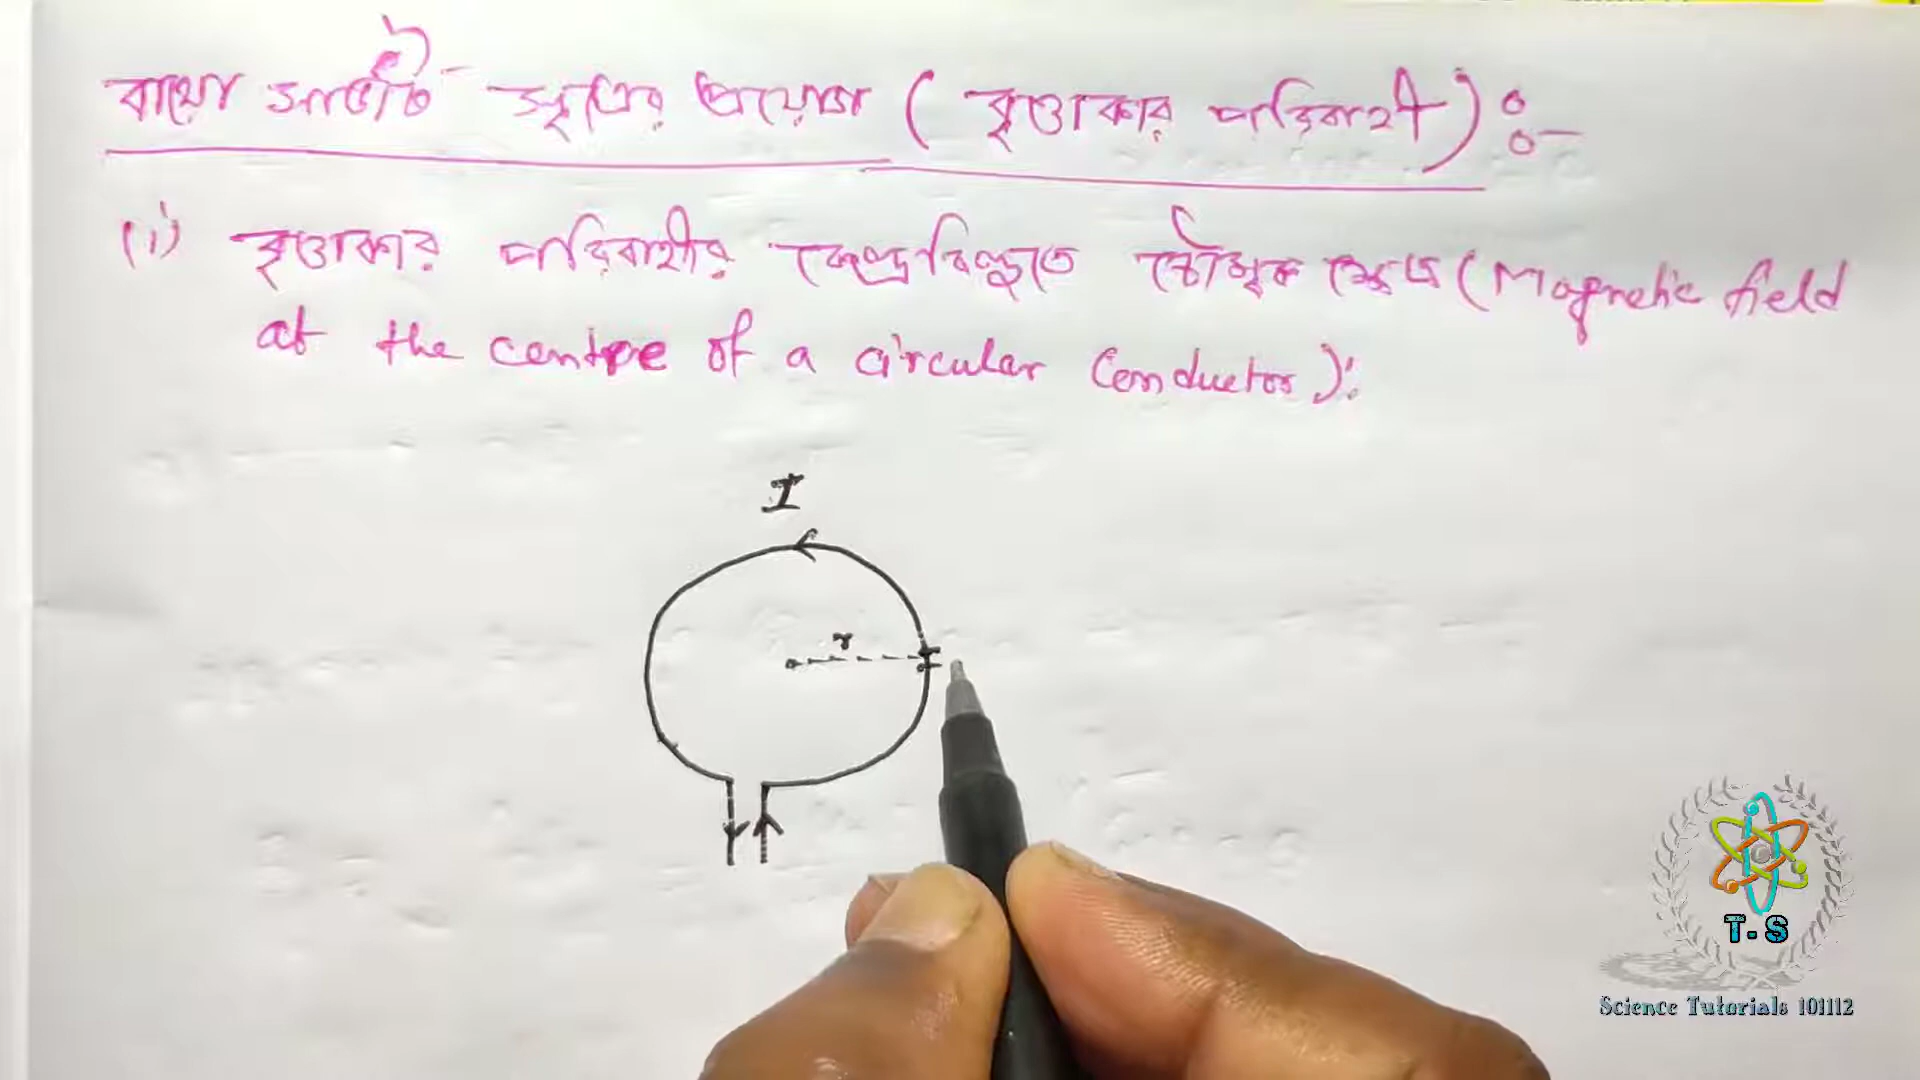 বায়ো সাভার্ট সূত্রের প্রয়োগ ( বৃত্তাকার পরিবাহী) :-
(i) বৃত্তাকার পরিবাহীর কেন্দ্রবিন্দুতে চৌম্বক ক্ষেত্র (Magnetic field
at the centre of a circular Conductor):
I
r
T.S
Science Tutorials 101112